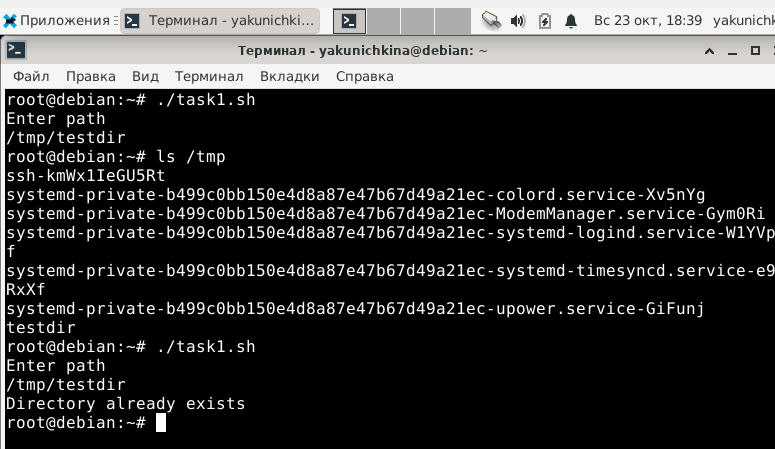 Приложения
Терминал - yakunichki...
Вс 23 окт, 18:39
yakunichk
Терминал - yakunichkina@debian: ~
Файл Правка Вид Терминал Вкладки Справка
root@debian:~# ./task1.sh
Enter path
/tmp/testdir
root@debian:~# ls /tmp
ssh-kmWx1IeGU5Rt
systemd-private-b499c0bb150e4d8a87e47b67d49a21ec-colord.service-Xv5nYg
systemd-private-b499c0bb150e4d8a87e47b67d49a21ec-ModemManager.service-Gym0Ri
systemd-private-b499c0bb150e4d8a87e47b67d49a21ec-systemd-logind.service-W1YVp
f
systemd-private-b499c0bb150e4d8a87e47b67d49a21ec-systemd-timesyncd.service-e9
RxXf
systemd-private-b499c0bb150e4d8a87e47b67d49a21ec-upower.service-GiFunj
testdir
root@debian:~# ./task1.sh
Enter path
/tmp/testdir
Directory already exists
root@debian:~#